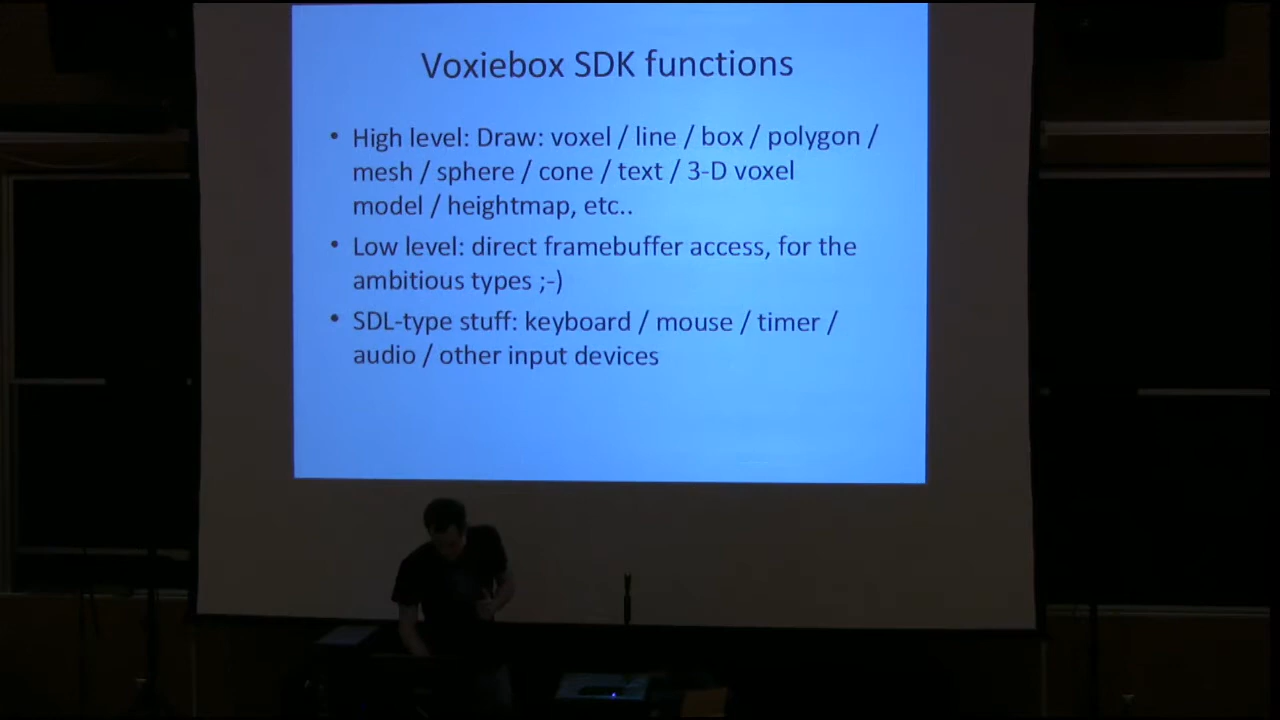 Voxiebox SDK functions
• High level: Draw: voxel / line / box / polygon /
mesh / sphere / cone / text / 3-D voxel
model / heightmap, etc..
• Low level: direct framebuffer access, for the
ambitious types ;-)
• SDL-type stuff: keyboard / mouse / timer /
audio / other input devices